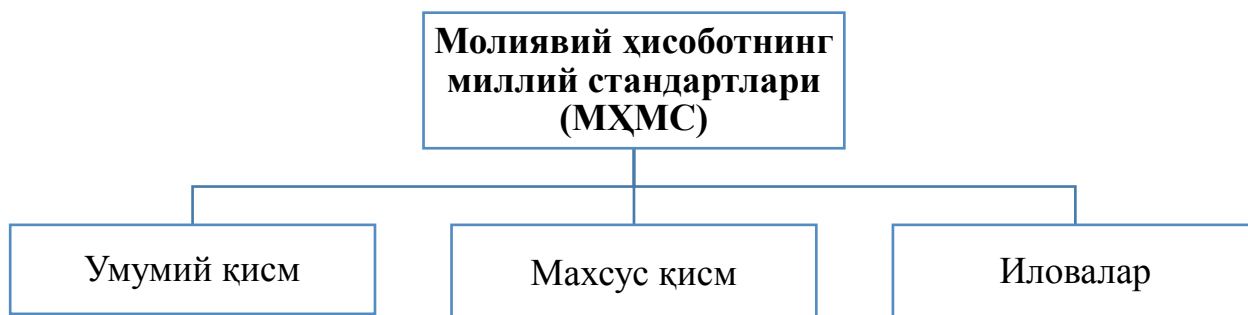 Молиявий ҳисоботнинг
миллий стандартлари
(МҲМС)
Умумий қисм
Махсус қисм
Иловалар